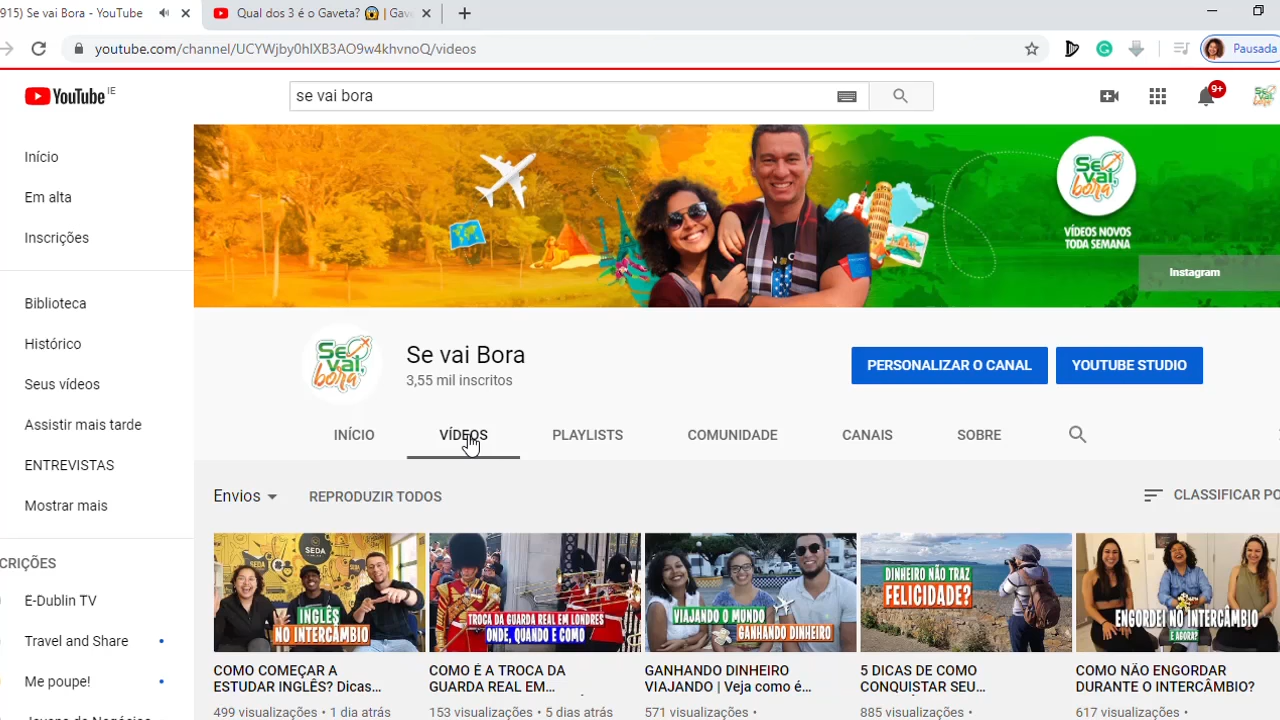 915) Se vai Bora - YouTube
Qual dos 3 é o Gaveta? 😱 | Gav
youtube.com/channel/UCYWjby0hlXB3AO9w4khvnoQ/videos
Pausada
YouTube IE
se vai bora
9+
Início
Em alta
Inscrições
Biblioteca
Histórico
Seus vídeos
Assistir mais tarde
ENTREVISTAS
Mostrar mais
CRIÇÕES
E-Dublin TV
Travel and Share
Me poupe!
Se
vai,
bora
VÍDEOS NOVOS
TODA SEMANA
Instagram
Se
vai,
bora
Se vai Bora
3,55 mil inscritos
PERSONALIZAR O CANAL
YOUTUBE STUDIO
INÍCIO
VÍDEOS
PLAYLISTS
COMUNIDADE
CANAIS
SOBRE
Envios
REPRODUZIR TODOS
CLASSIFICAR PO
SEDA
INGLÊS
NO INTERCÂMBIO
COMO COMEÇAR A
ESTUDAR INGLÊS? Dicas...
499 visualizações • 1 dia atrás
TROCA DA GUARDA REAL EM LONDRES
ONDE, QUANDO E COMO
COMO É A TROCA DA
GUARDA REAL EM...
153 visualizações • 5 dias atrás
VIAJANDO O MUNDO
GANHANDO DINHEIRO
GANHANDO DINHEIRO
VIAJANDO | Veja como é...
571 visualizações •
DINHEIRO NÃO TRAZ
FELICIDADE?
5 DICAS DE COMO
CONQUISTAR SEU...
885 visualizações •
ENGORDEI NO INTERCÂMBIO
E AGORA?
COMO NÃO ENGORDAR
DURANTE O INTERCÂMBIO?
617 visualizações •